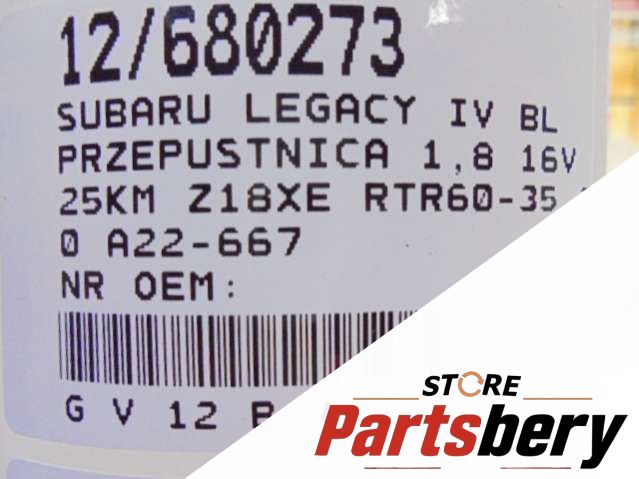 12/680273
SUBARU LEGACY IV BL
PRZEPUSTNICA 1,8 16V
25KM Z18XE RTR60-35
0 A22-667
NR OEM:
G V 12 B
STORE
Partsbery